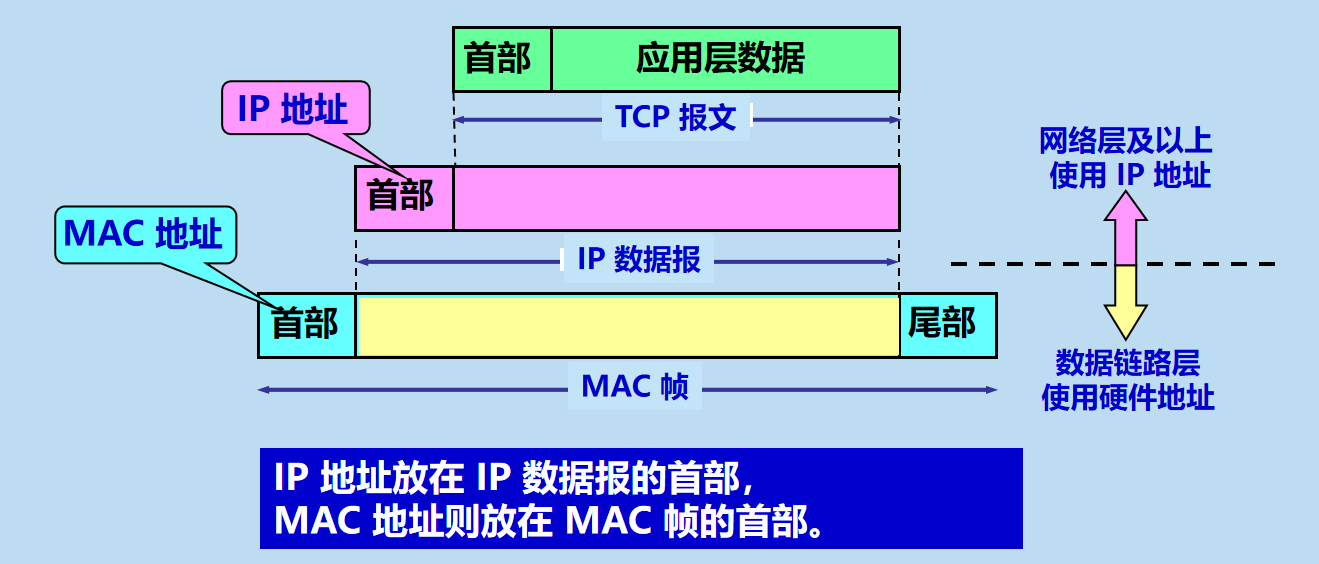 首部 应用层数据
IP 地址
TCP 报文
网络层及以上
使用 IP 地址
首部
MAC 地址
IP 数据报
首部 尾部
数据链路层
使用硬件地址
MAC 帧
IP 地址放在 IP 数据报的首部，
MAC 地址则放在 MAC 帧的首部。